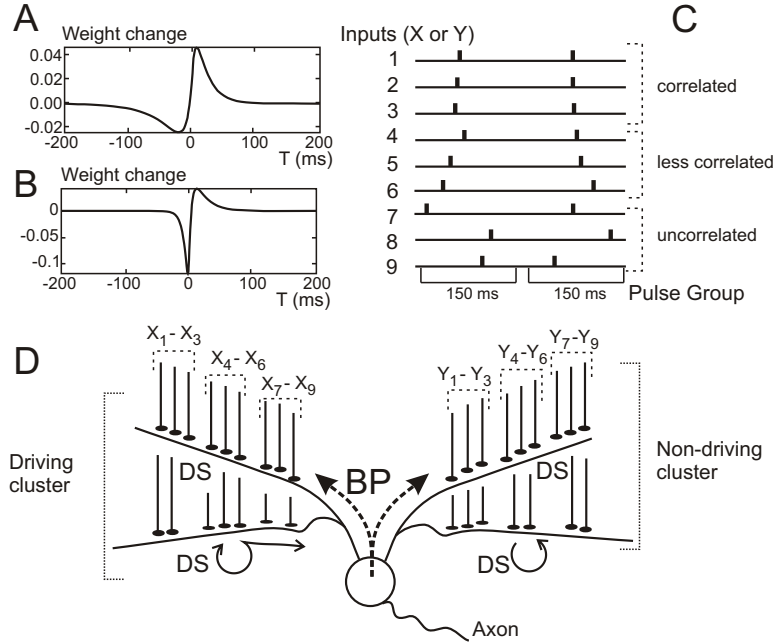 A
Weight change
0.04
0.02
0.00
-0.02
-200 -100 0 100 200
T (ms)
B
Weight change
0
-0.05
-0.1
-200 -100 0 100 200
T (ms)
C
Inputs (X or Y)
1
2
3
correlated
4
5
6
less correlated
7
8
9
uncorrelated
150 ms 150 ms
Pulse Group
D
X1 - X3
X4 - X6
X7 - X9
Y1 - Y3
Y4 - Y6
Y7 - Y9
Driving
cluster
DS
BP
DS
Non-driving
cluster
DS
DS
Axon